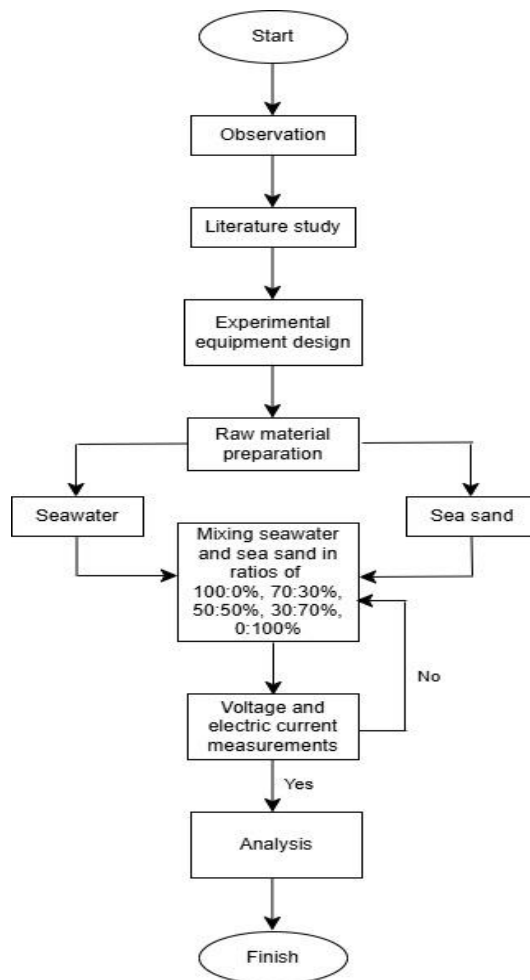 Start
Observation
Literature study
Experimental
equipment design
Raw material
preparation
Seawater
Sea sand
Mixing seawater
and sea sand in
ratios of
100:0%, 70:30%,
50:50%, 30:70%,
0:100%
No
Voltage and
electric current
measurements
Yes
Analysis
Finish